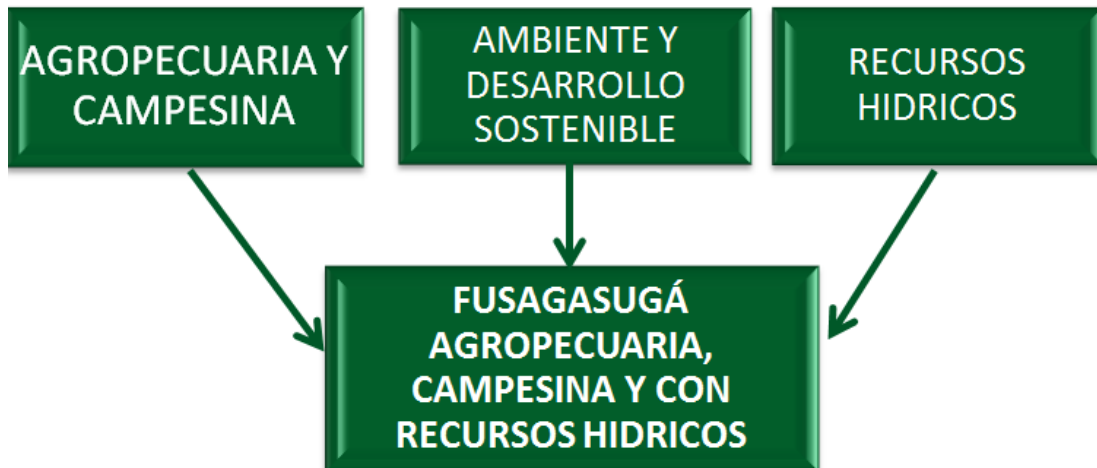 AGROPECUARIA Y
CAMPESINA
AMBIENTE Y
DESARROLLO
SOSTENIBLE
RECURSOS
HIDRICOS
FUSAGASUGÁ
AGROPECUARIA,
CAMPESINA Y CON
RECURSOS HIDRICOS